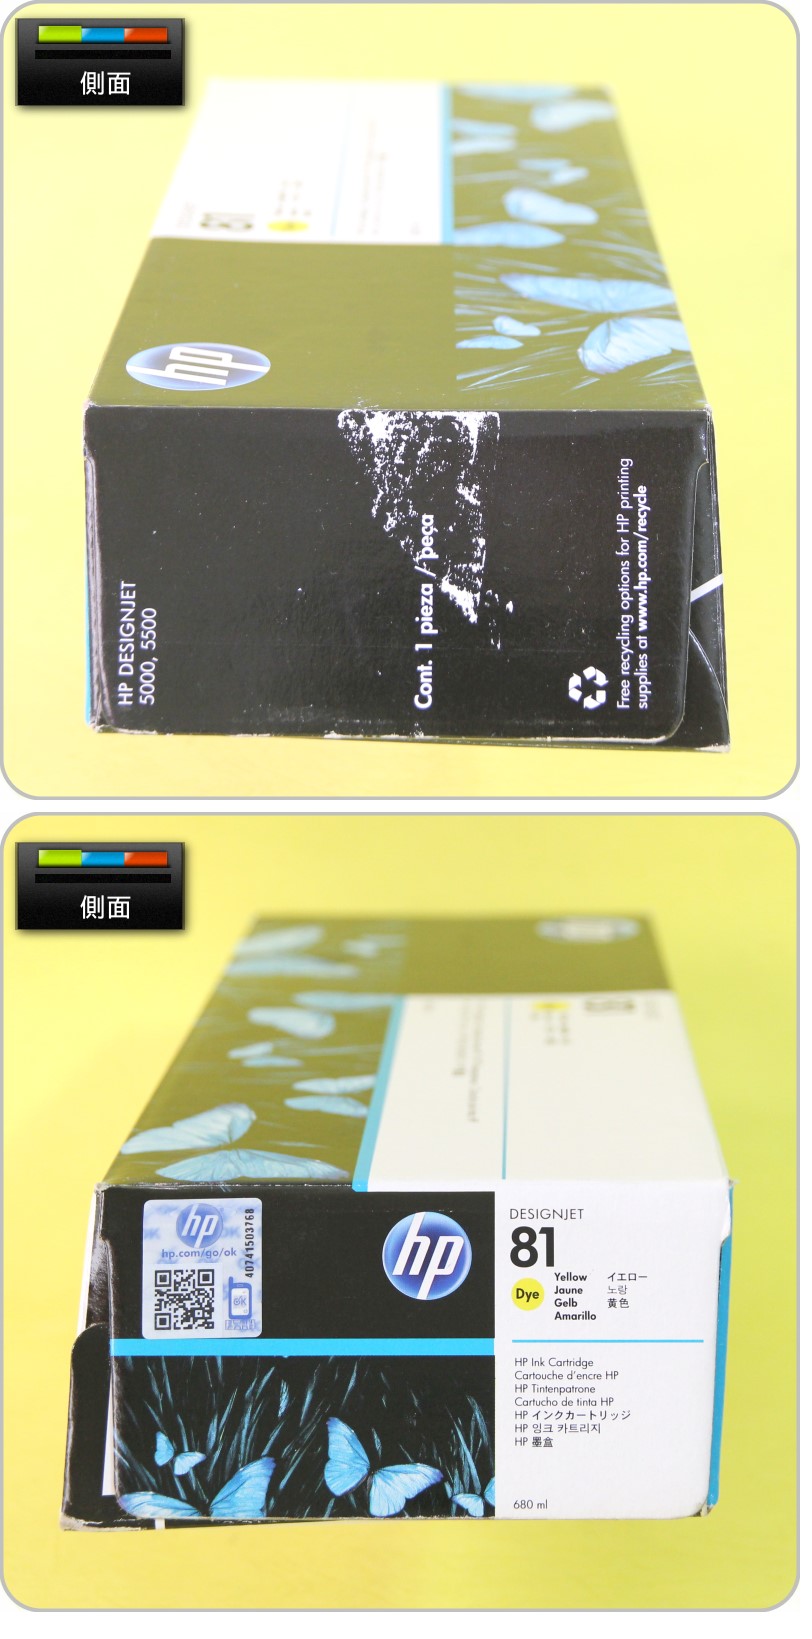 側面
81
hp
HP DESIGNJET
5000, 5500
Cont. 1 pieza / peça
Free recycling options for HP printing
supplies at www.hp.com/recycle
側面
81
hp
hp.com/go/ok
40741503768
ok
hp
DESIGNJET
81
Dye
Yellow イエロー
Jaune 노랑
Gelb 黄色
Amarillo
HP Ink Cartridge
Cartouche d'encre HP
HP Tintenpatrone
Cartucho de tinta HP
HP インクカートリッジ
HP 잉크 카트리지
HP 墨盒
680 ml